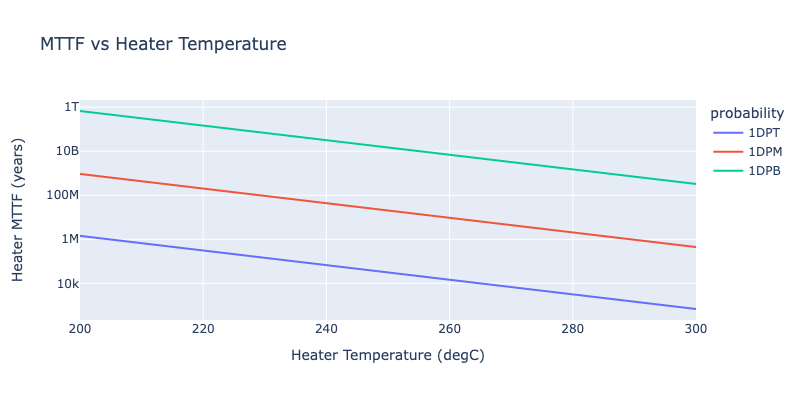 MTTF vs Heater Temperature
Heater MTTF (years)
1T
10B
100M
1M
10k
200 220 240 260 280 300
Heater Temperature (degC)
probability
1DPT
1DPM
1DPB